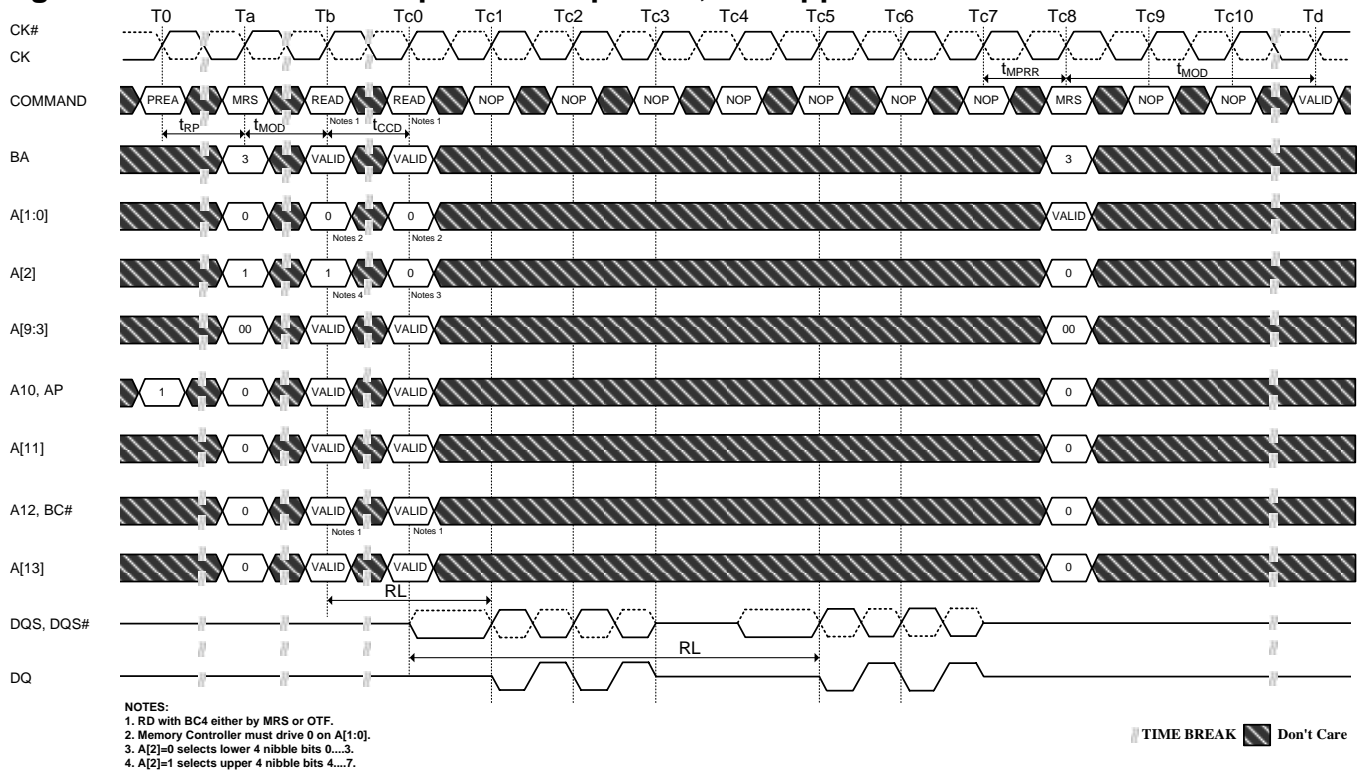 T0 Ta Tb Tc0 Tc1 Tc2 Tc3 Tc4 Tc5 Tc6 Tc7 Tc8 Tc9 Tc10 Td
CK#
CK
tMPRR tMOD
COMMAND PREA MRS READ READ NOP NOP NOP NOP NOP NOP NOP MRS NOP NOP VALID
Notes 1 Notes 1
tRP tMOD tCCD
BA 3 VALID VALID 3
A[1:0] 0 0 0 VALID
Notes 2 Notes 2
A[2] 1 1 0 0
Notes 4 Notes 3
A[9:3] 00 VALID VALID 00
A10, AP 1 0 VALID VALID 0
A[11] 0 VALID VALID 0
A12, BC# 0 VALID VALID 0
Notes 1 Notes 1
A[13] 0 VALID VALID 0
RL
DQS, DQS#
RL
DQ
NOTES:
1. RD with BC4 either by MRS or OTF.
2. Memory Controller must drive 0 on A[1:0].
3. A[2]=0 selects lower 4 nibble bits 0....3.
4. A[2]=1 selects upper 4 nibble bits 4....7.
TIME BREAK Don't Care